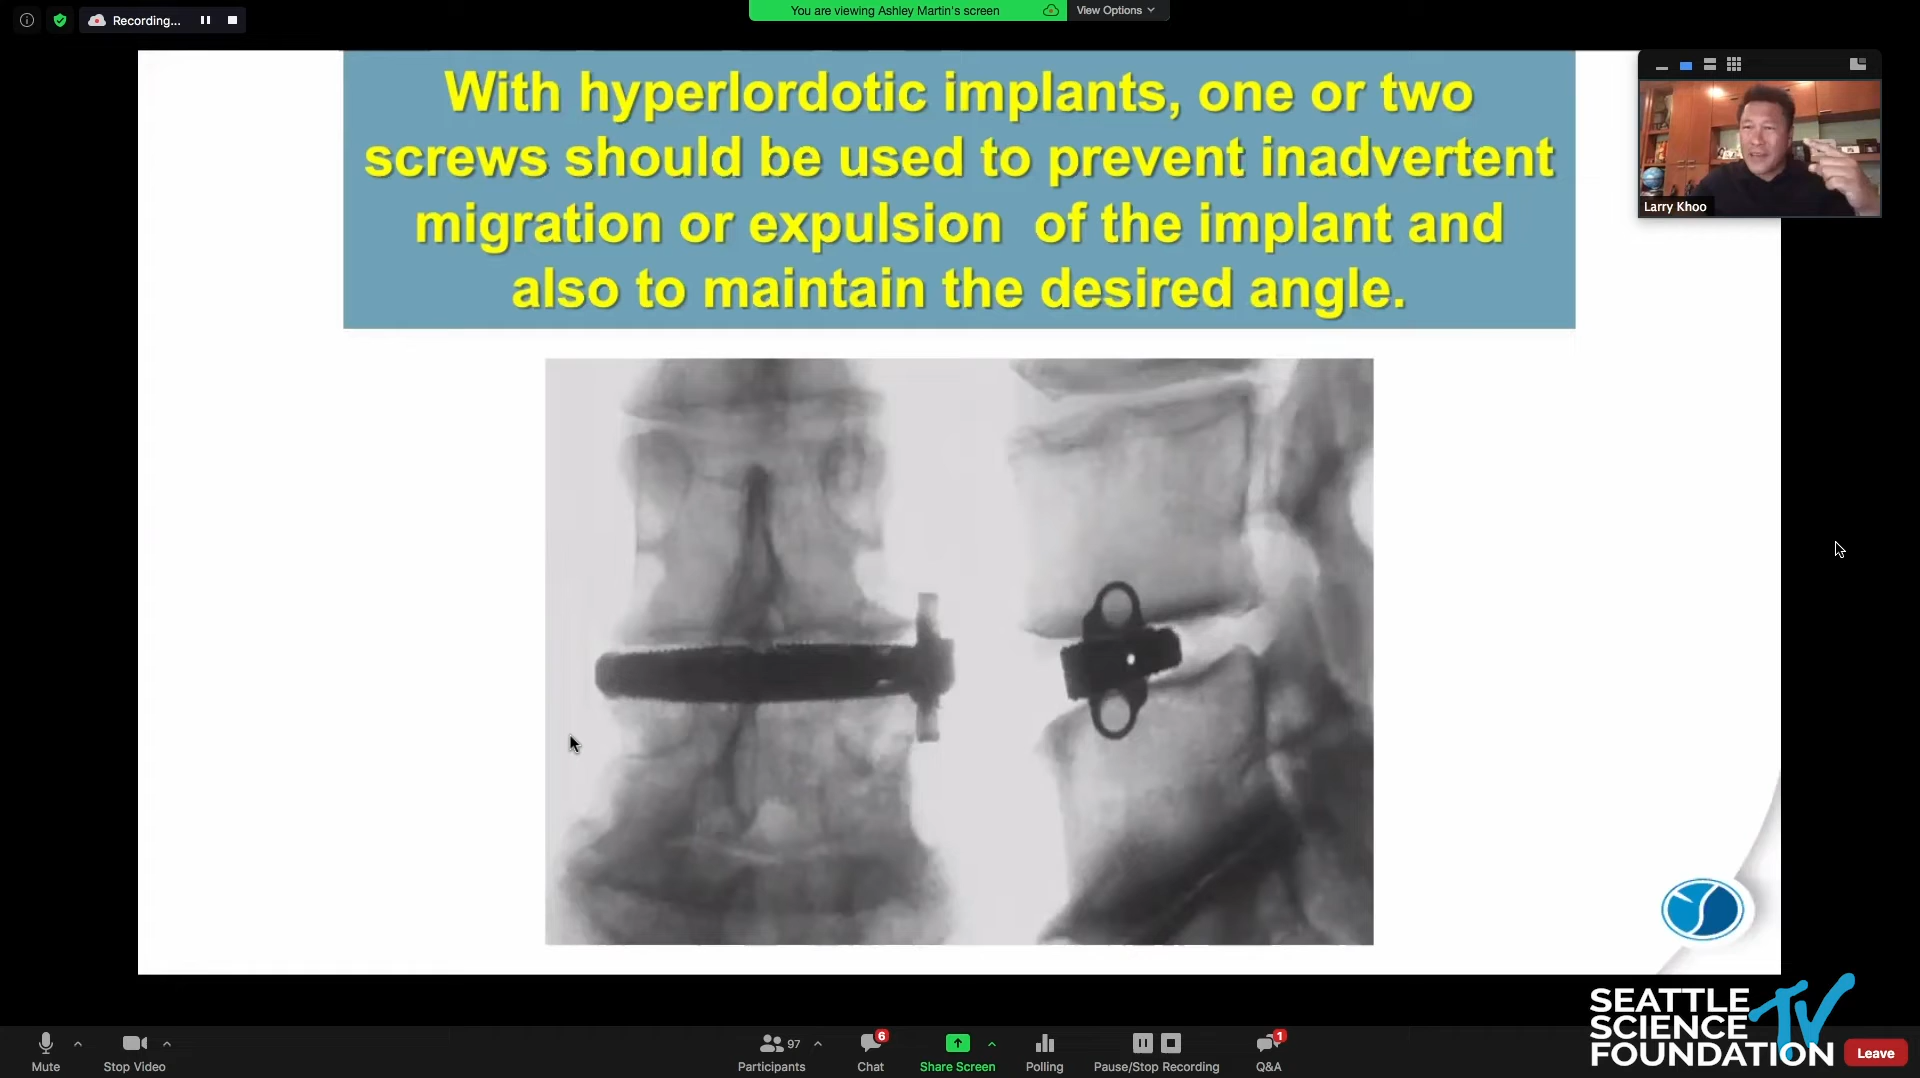 Recording...
You are viewing Ashley Martin's screen
View Options
With hyperlordotic implants, one or two
screws should be used to prevent inadvertent
migration or expulsion of the implant and
also to maintain the desired angle.
Larry Khoo
SEATTLE
SCIENCE
FOUNDATION
TV
Mute
Stop Video
97
Participants
6
Chat
Share Screen
Polling
Pause/Stop Recording
1
Q&A
Leave